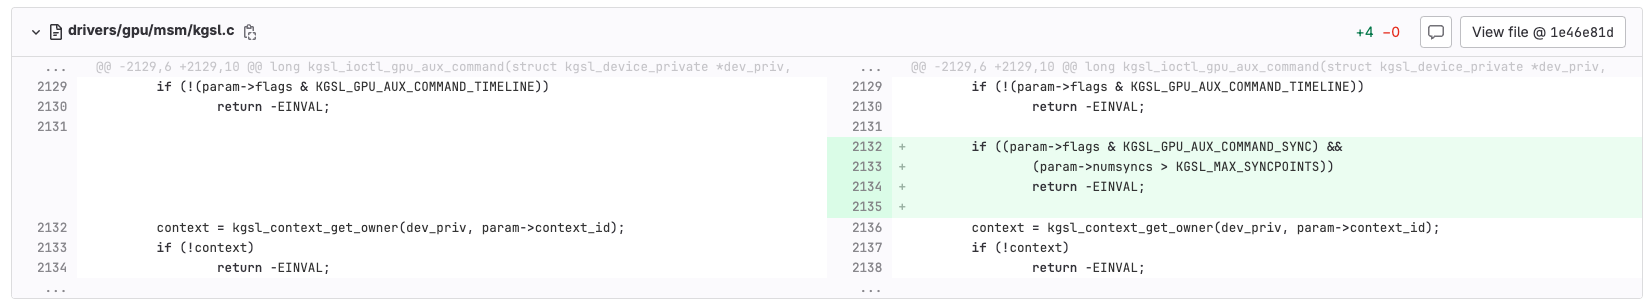 drivers/gpu/msm/kgsl.c +4 −0 View file @ 1e46e81d
... @@ -2129,6 +2129,10 @@ long kgsl_ioctl_gpu_aux_command(struct kgsl_device_private *dev_priv,
2129 if (!(param->flags & KGSL_GPU_AUX_COMMAND_TIMELINE))
2130 return -EINVAL;
2131
2132 context = kgsl_context_get_owner(dev_priv, param->context_id);
2133 if (!context)
2134 return -EINVAL;
...
... @@ -2129,6 +2129,10 @@ long kgsl_ioctl_gpu_aux_command(struct kgsl_device_private *dev_priv,
2129 if (!(param->flags & KGSL_GPU_AUX_COMMAND_TIMELINE))
2130 return -EINVAL;
2131
2132 + if ((param->flags & KGSL_GPU_AUX_COMMAND_SYNC) &&
2133 + (param->numsyncs > KGSL_MAX_SYNCPOINTS))
2134 + return -EINVAL;
2135 +
2136 context = kgsl_context_get_owner(dev_priv, param->context_id);
2137 if (!context)
2138 return -EINVAL;
...